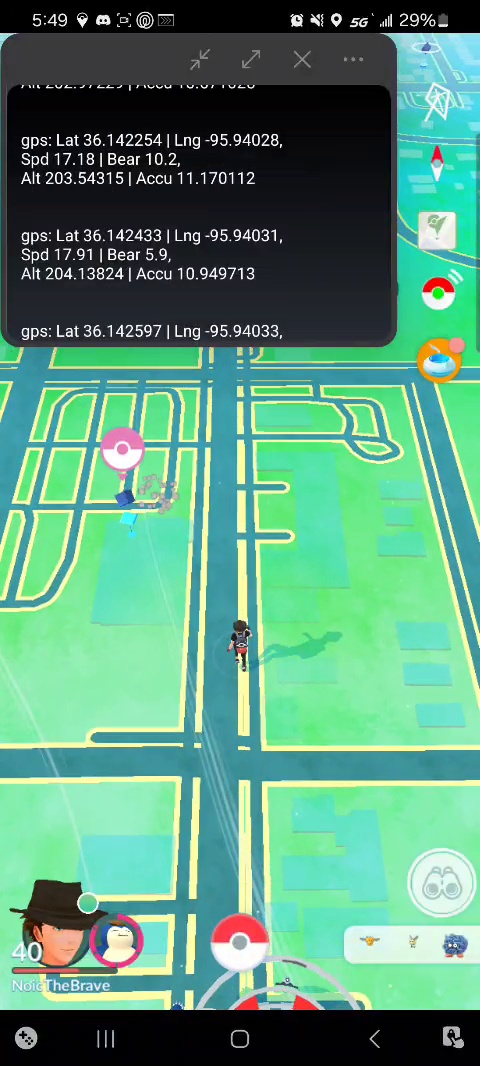 5:49
5G
29%
gps: Lat 36.142254 | Lng -95.94028,
Spd 17.18 | Bear 10.2,
Alt 203.54315 | Accu 11.170112
gps: Lat 36.142433 | Lng -95.94031,
Spd 17.91 | Bear 5.9,
Alt 204.13824 | Accu 10.949713
gps: Lat 36.142597 | Lng -95.94033,
40
NoicTheBrave